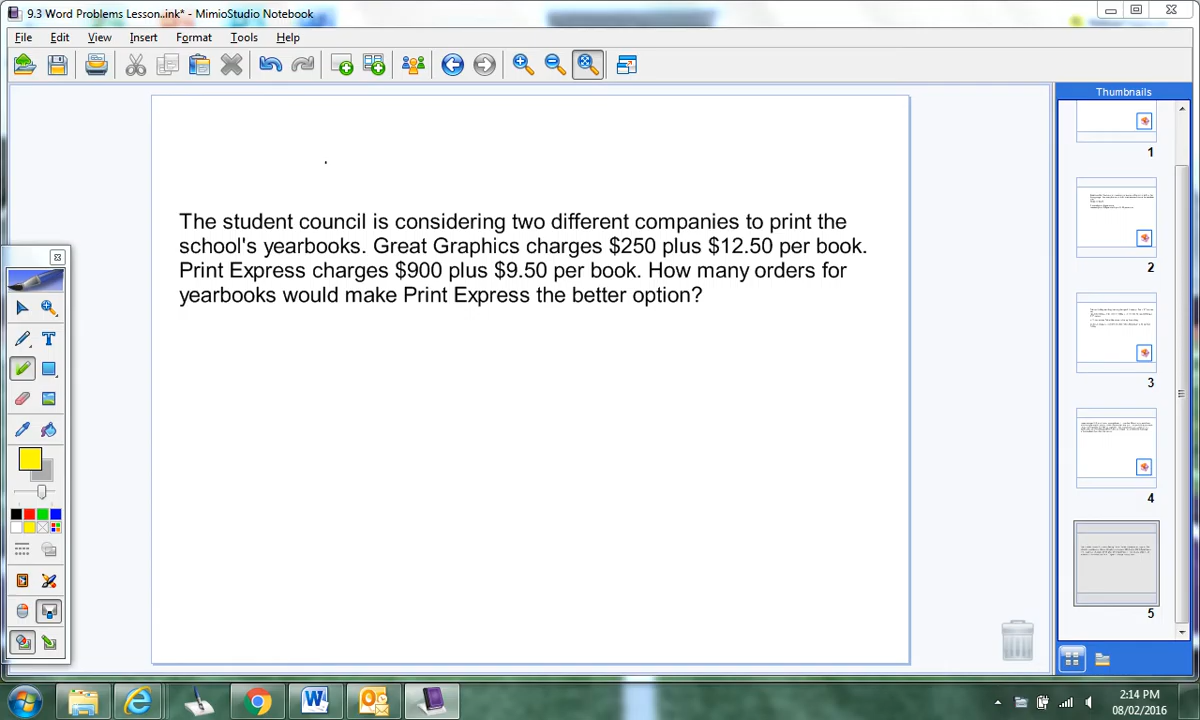 9.3 Word Problems Lesson..ink* - MimioStudio Notebook
File Edit View Insert Format Tools Help
Thumbnails
1
The student council is considering two different companies to print the
school's yearbooks. Great Graphics charges $250 plus $12.50 per book.
Print Express charges $900 plus $9.50 per book. How many orders for
yearbooks would make Print Express the better option?
2
3
4
5
2:14 PM
08/02/2016